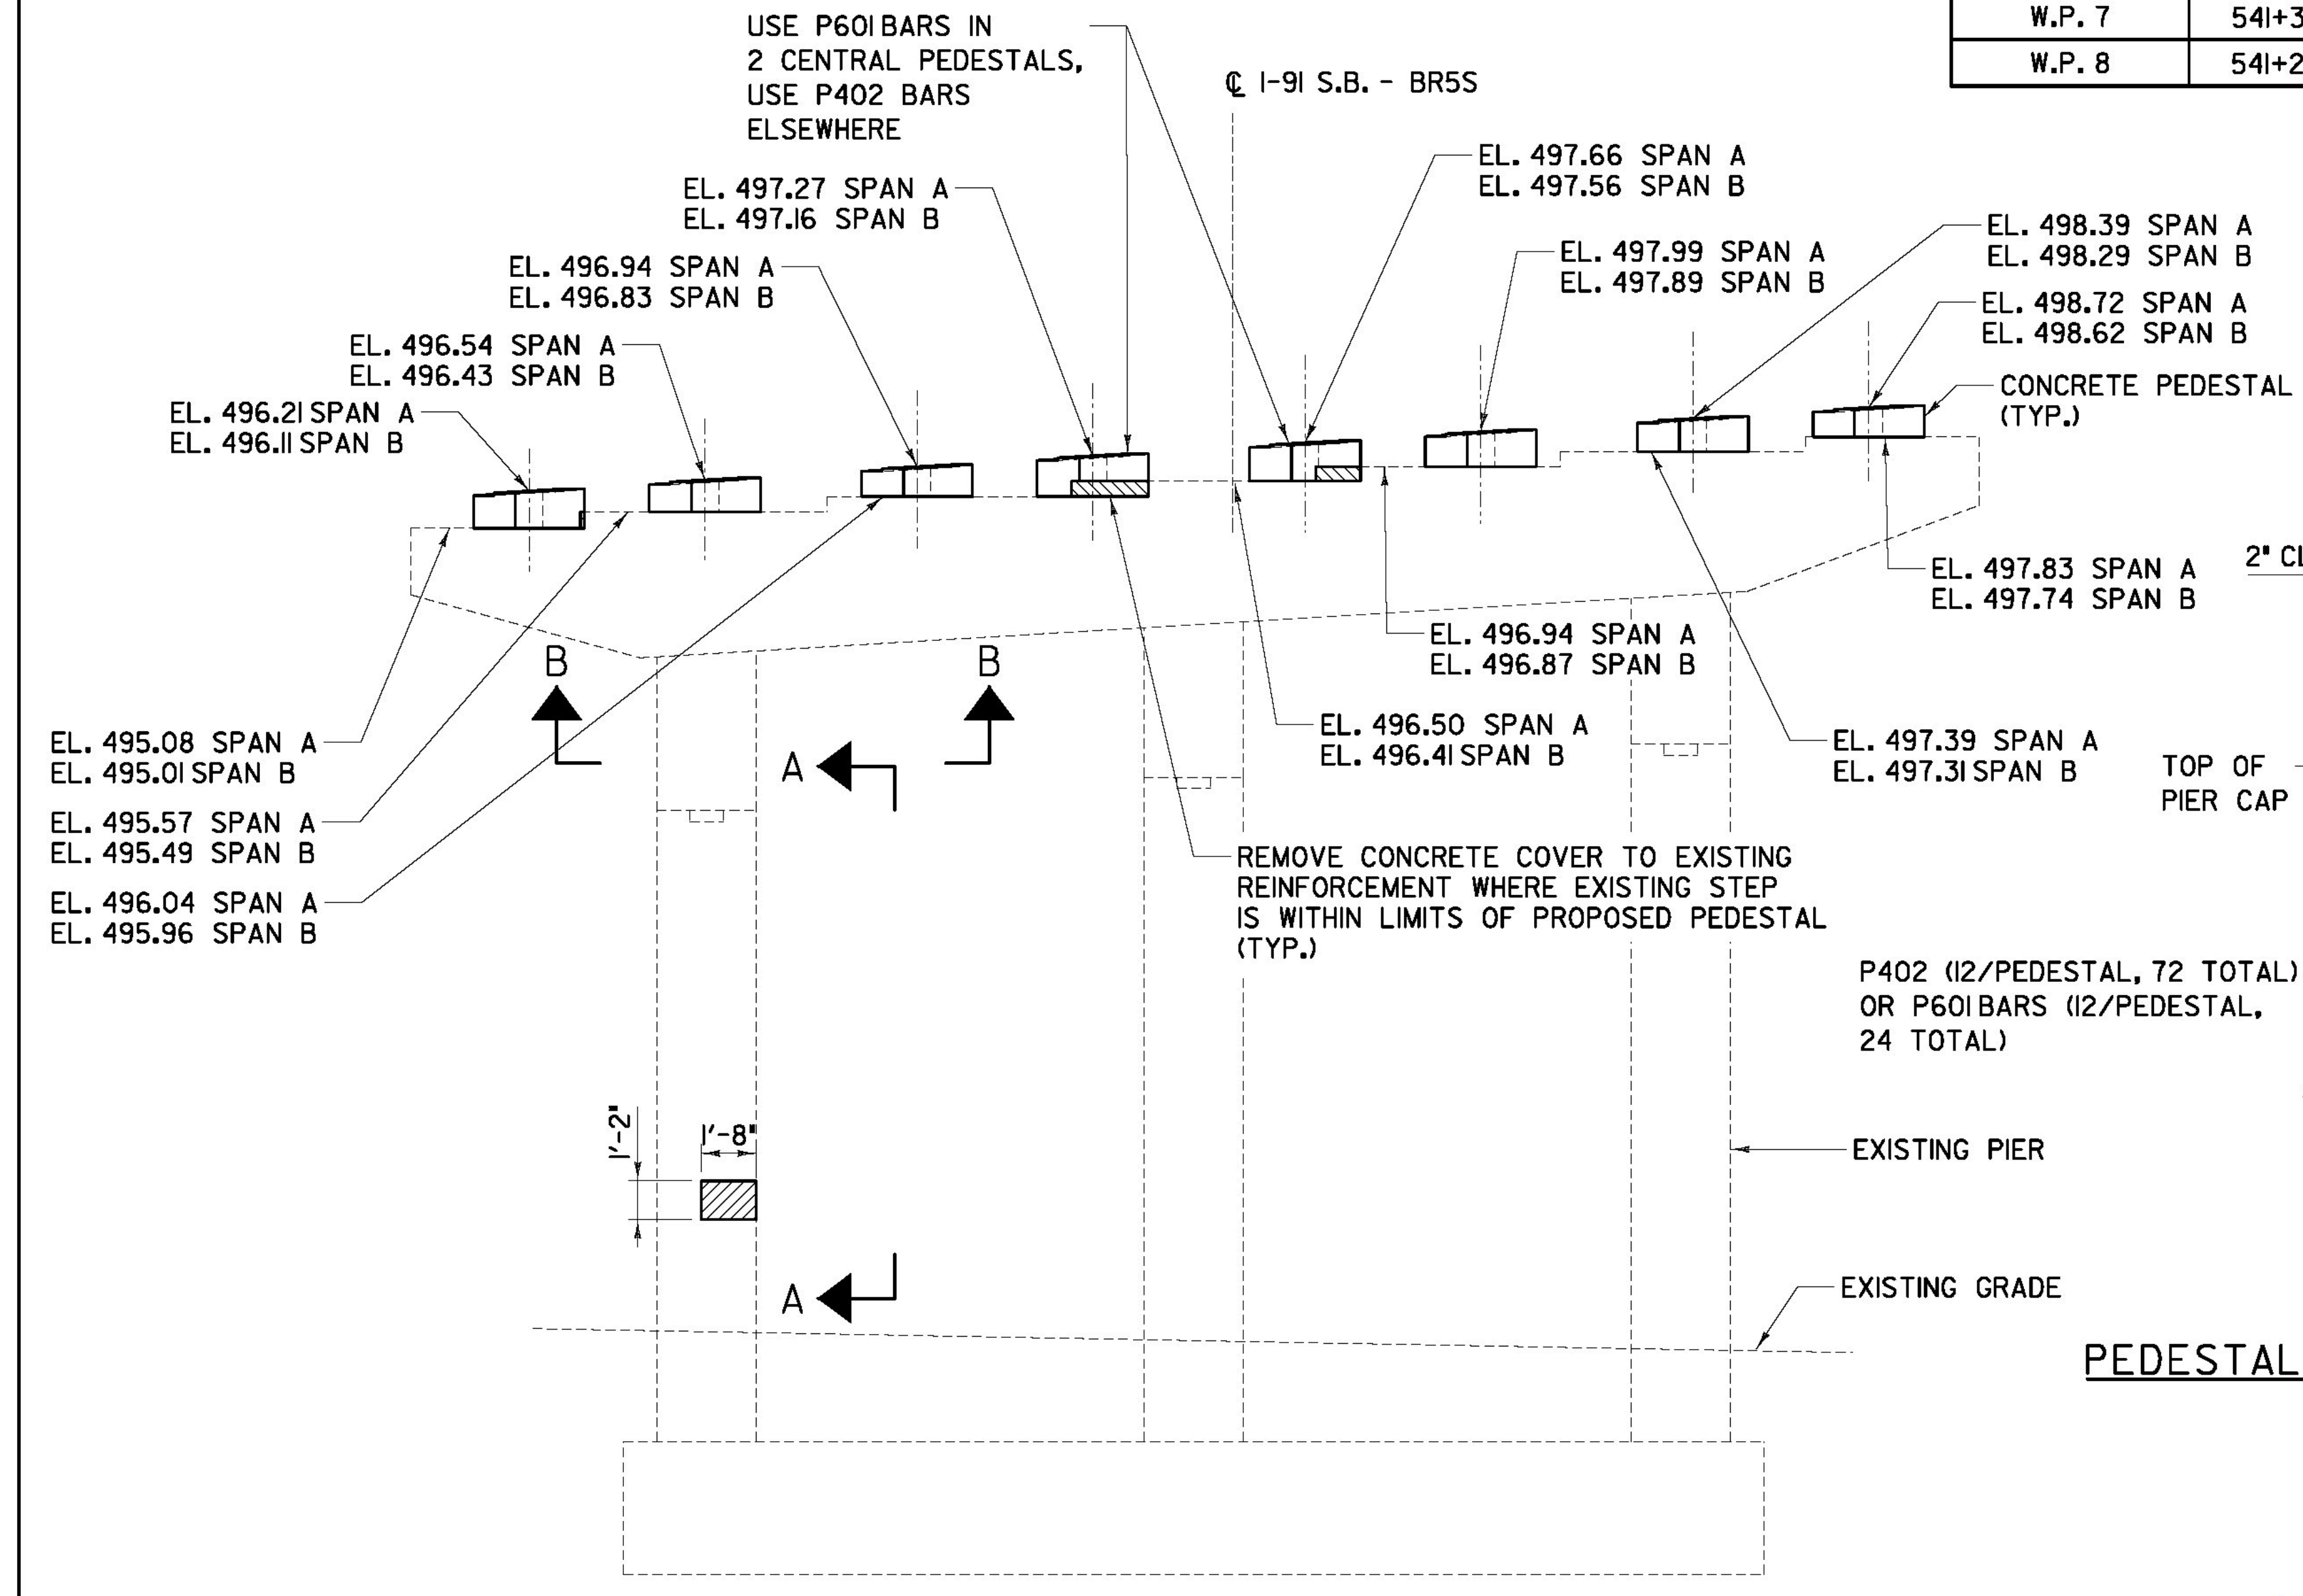 W.P. 7
W.P. 8
USE P601 BARS IN
2 CENTRAL PEDESTALS,
USE P402 BARS
ELSEWHERE
℄ I-91 S.B. - BR5S
EL. 497.27 SPAN A
EL. 497.16 SPAN B
EL. 497.66 SPAN A
EL. 497.56 SPAN B
EL. 496.94 SPAN A
EL. 496.83 SPAN B
EL. 497.99 SPAN A
EL. 497.89 SPAN B
EL. 498.39 SPAN A
EL. 498.29 SPAN B
EL. 496.54 SPAN A
EL. 496.43 SPAN B
EL. 498.72 SPAN A
EL. 498.62 SPAN B
EL. 496.21 SPAN A
EL. 496.11 SPAN B
CONCRETE PEDESTAL
(TYP.)
EL. 497.83 SPAN A
EL. 497.74 SPAN B
2"
EL. 496.94 SPAN A
EL. 496.87 SPAN B
B
B
EL. 495.08 SPAN A
EL. 495.01 SPAN B
A
EL. 496.50 SPAN A
EL. 496.41 SPAN B
EL. 497.39 SPAN A
EL. 497.31 SPAN B
TOP OF
PIER CAP
EL. 495.57 SPAN A
EL. 495.49 SPAN B
REMOVE CONCRETE COVER TO EXISTING
REINFORCEMENT WHERE EXISTING STEP
IS WITHIN LIMITS OF PROPOSED PEDESTAL
(TYP.)
EL. 496.04 SPAN A
EL. 495.96 SPAN B
P402 (12/PEDESTAL, 72 TOTAL)
OR P601 BARS (12/PEDESTAL,
24 TOTAL)
1'-2"
1'-8"
EXISTING PIER
A
EXISTING GRADE
PEDESTAL